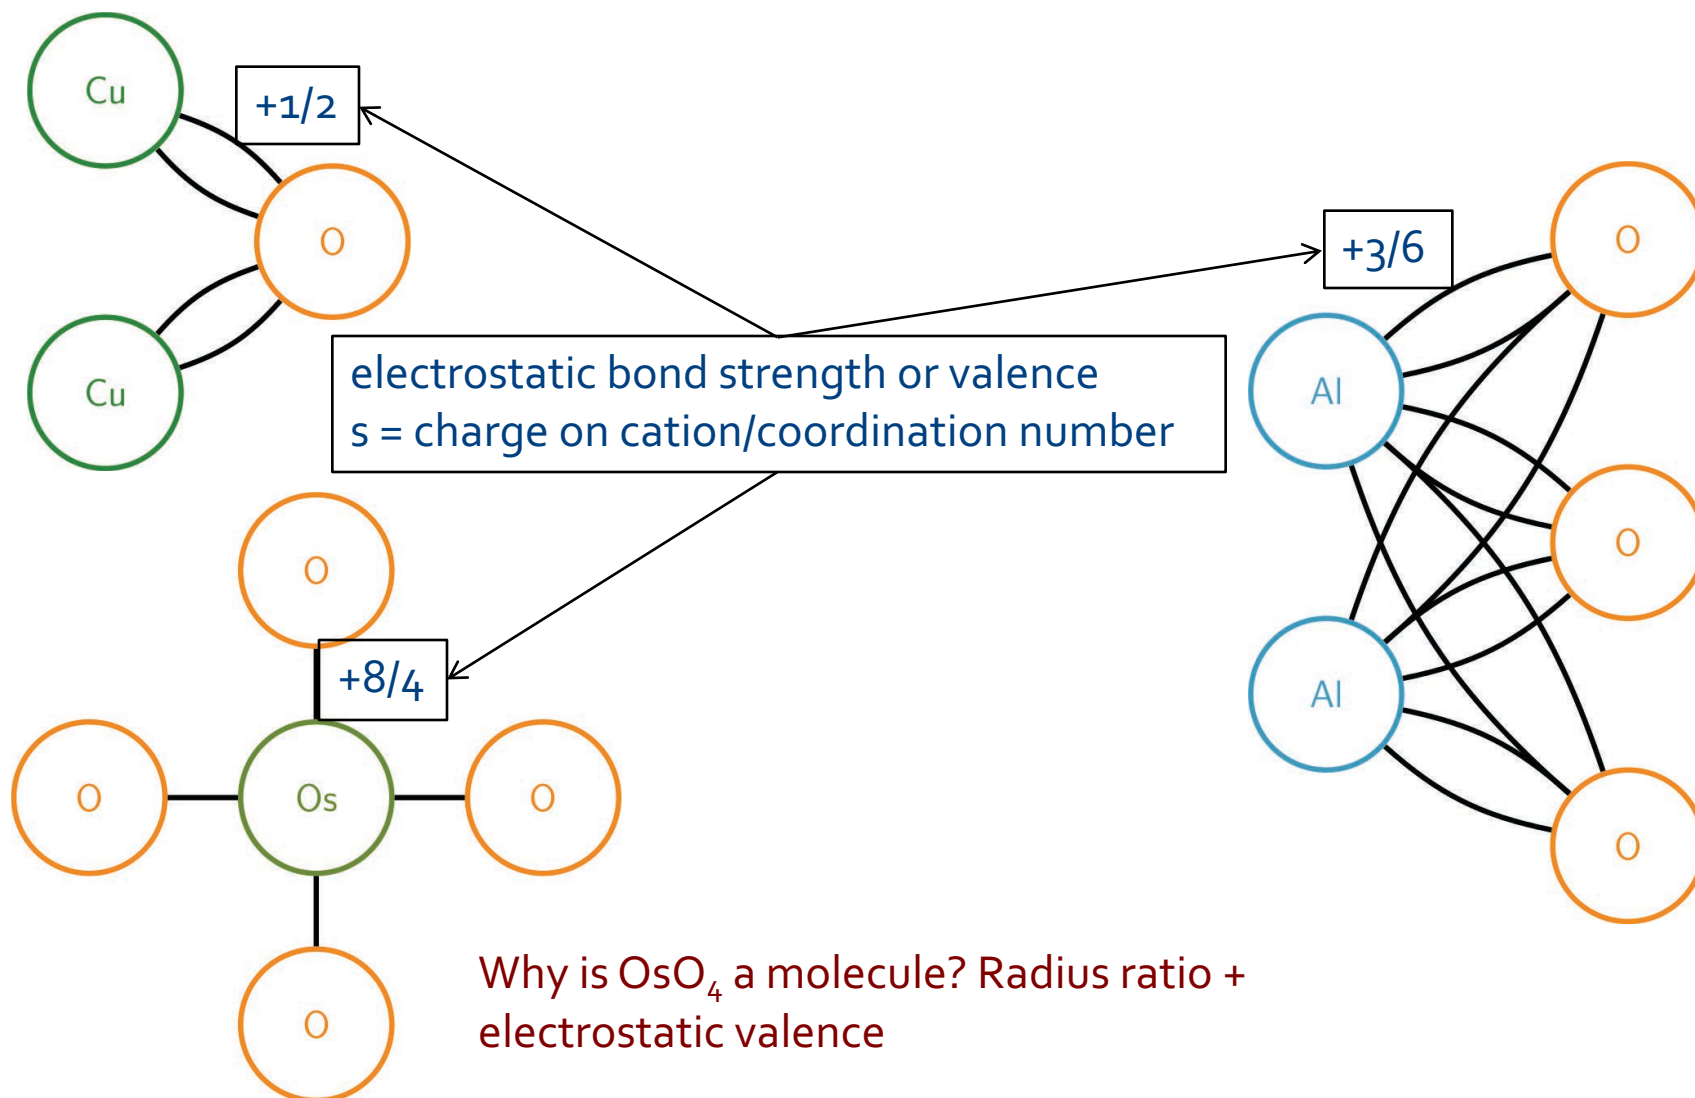 Cu
+1/2
O
Cu
+3/6
O
Al
O
Al
O
electrostatic bond strength or valence
s = charge on cation/coordination number
O
+8/4
O
Os
O
O
Why is OsO₄ a molecule? Radius ratio +
electrostatic valence